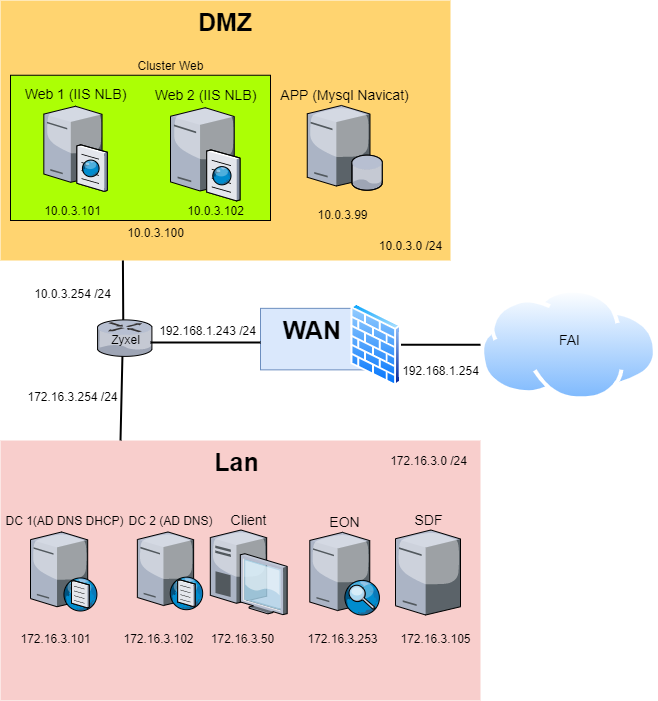 DMZ
Cluster Web
Web 1 (IIS NLB)
Web 2 (IIS NLB)
APP (Mysql Navicat)
10.0.3.101
10.0.3.102
10.0.3.99
10.0.3.100
10.0.3.0 /24
10.0.3.254 /24
Zyxel
192.168.1.243 /24
WAN
192.168.1.254
FAI
172.16.3.254 /24
Lan
172.16.3.0 /24
DC 1(AD DNS DHCP)
DC 2 (AD DNS)
Client
EON
SDF
172.16.3.101
172.16.3.102
172.16.3.50
172.16.3.253
172.16.3.105